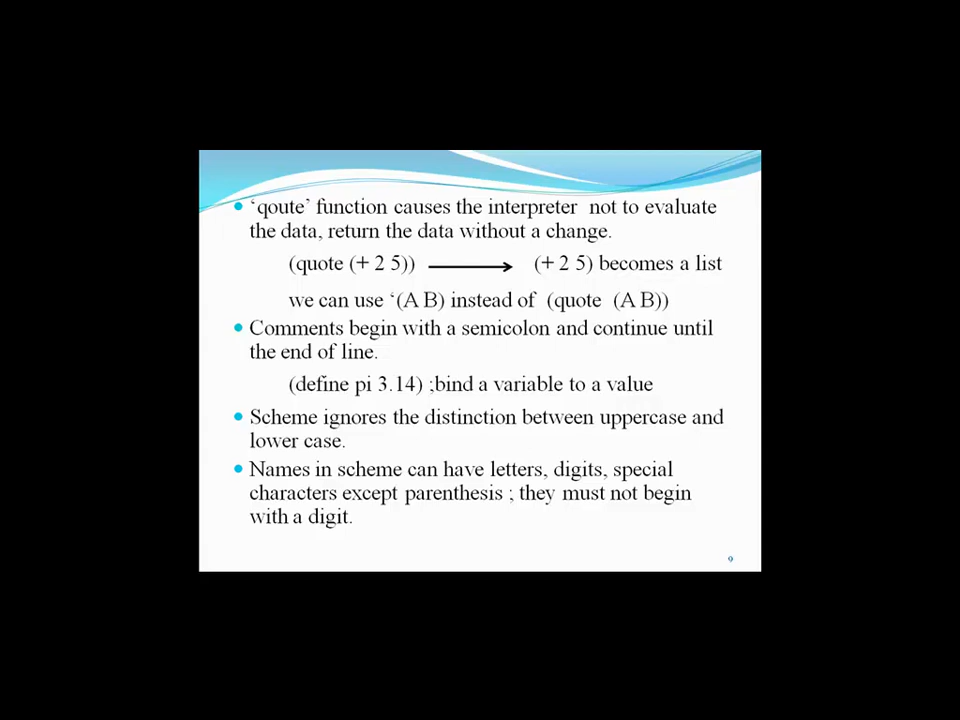 ‘qoute’ function causes the interpreter not to evaluate
the data, return the data without a change.
(quote (+ 2 5)) (+ 2 5) becomes a list
we can use ‘(A B) instead of (quote (A B))
Comments begin with a semicolon and continue until
the end of line.
(define pi 3.14) ;bind a variable to a value
Scheme ignores the distinction between uppercase and
lower case.
Names in scheme can have letters, digits, special
characters except parenthesis ; they must not begin
with a digit.
9